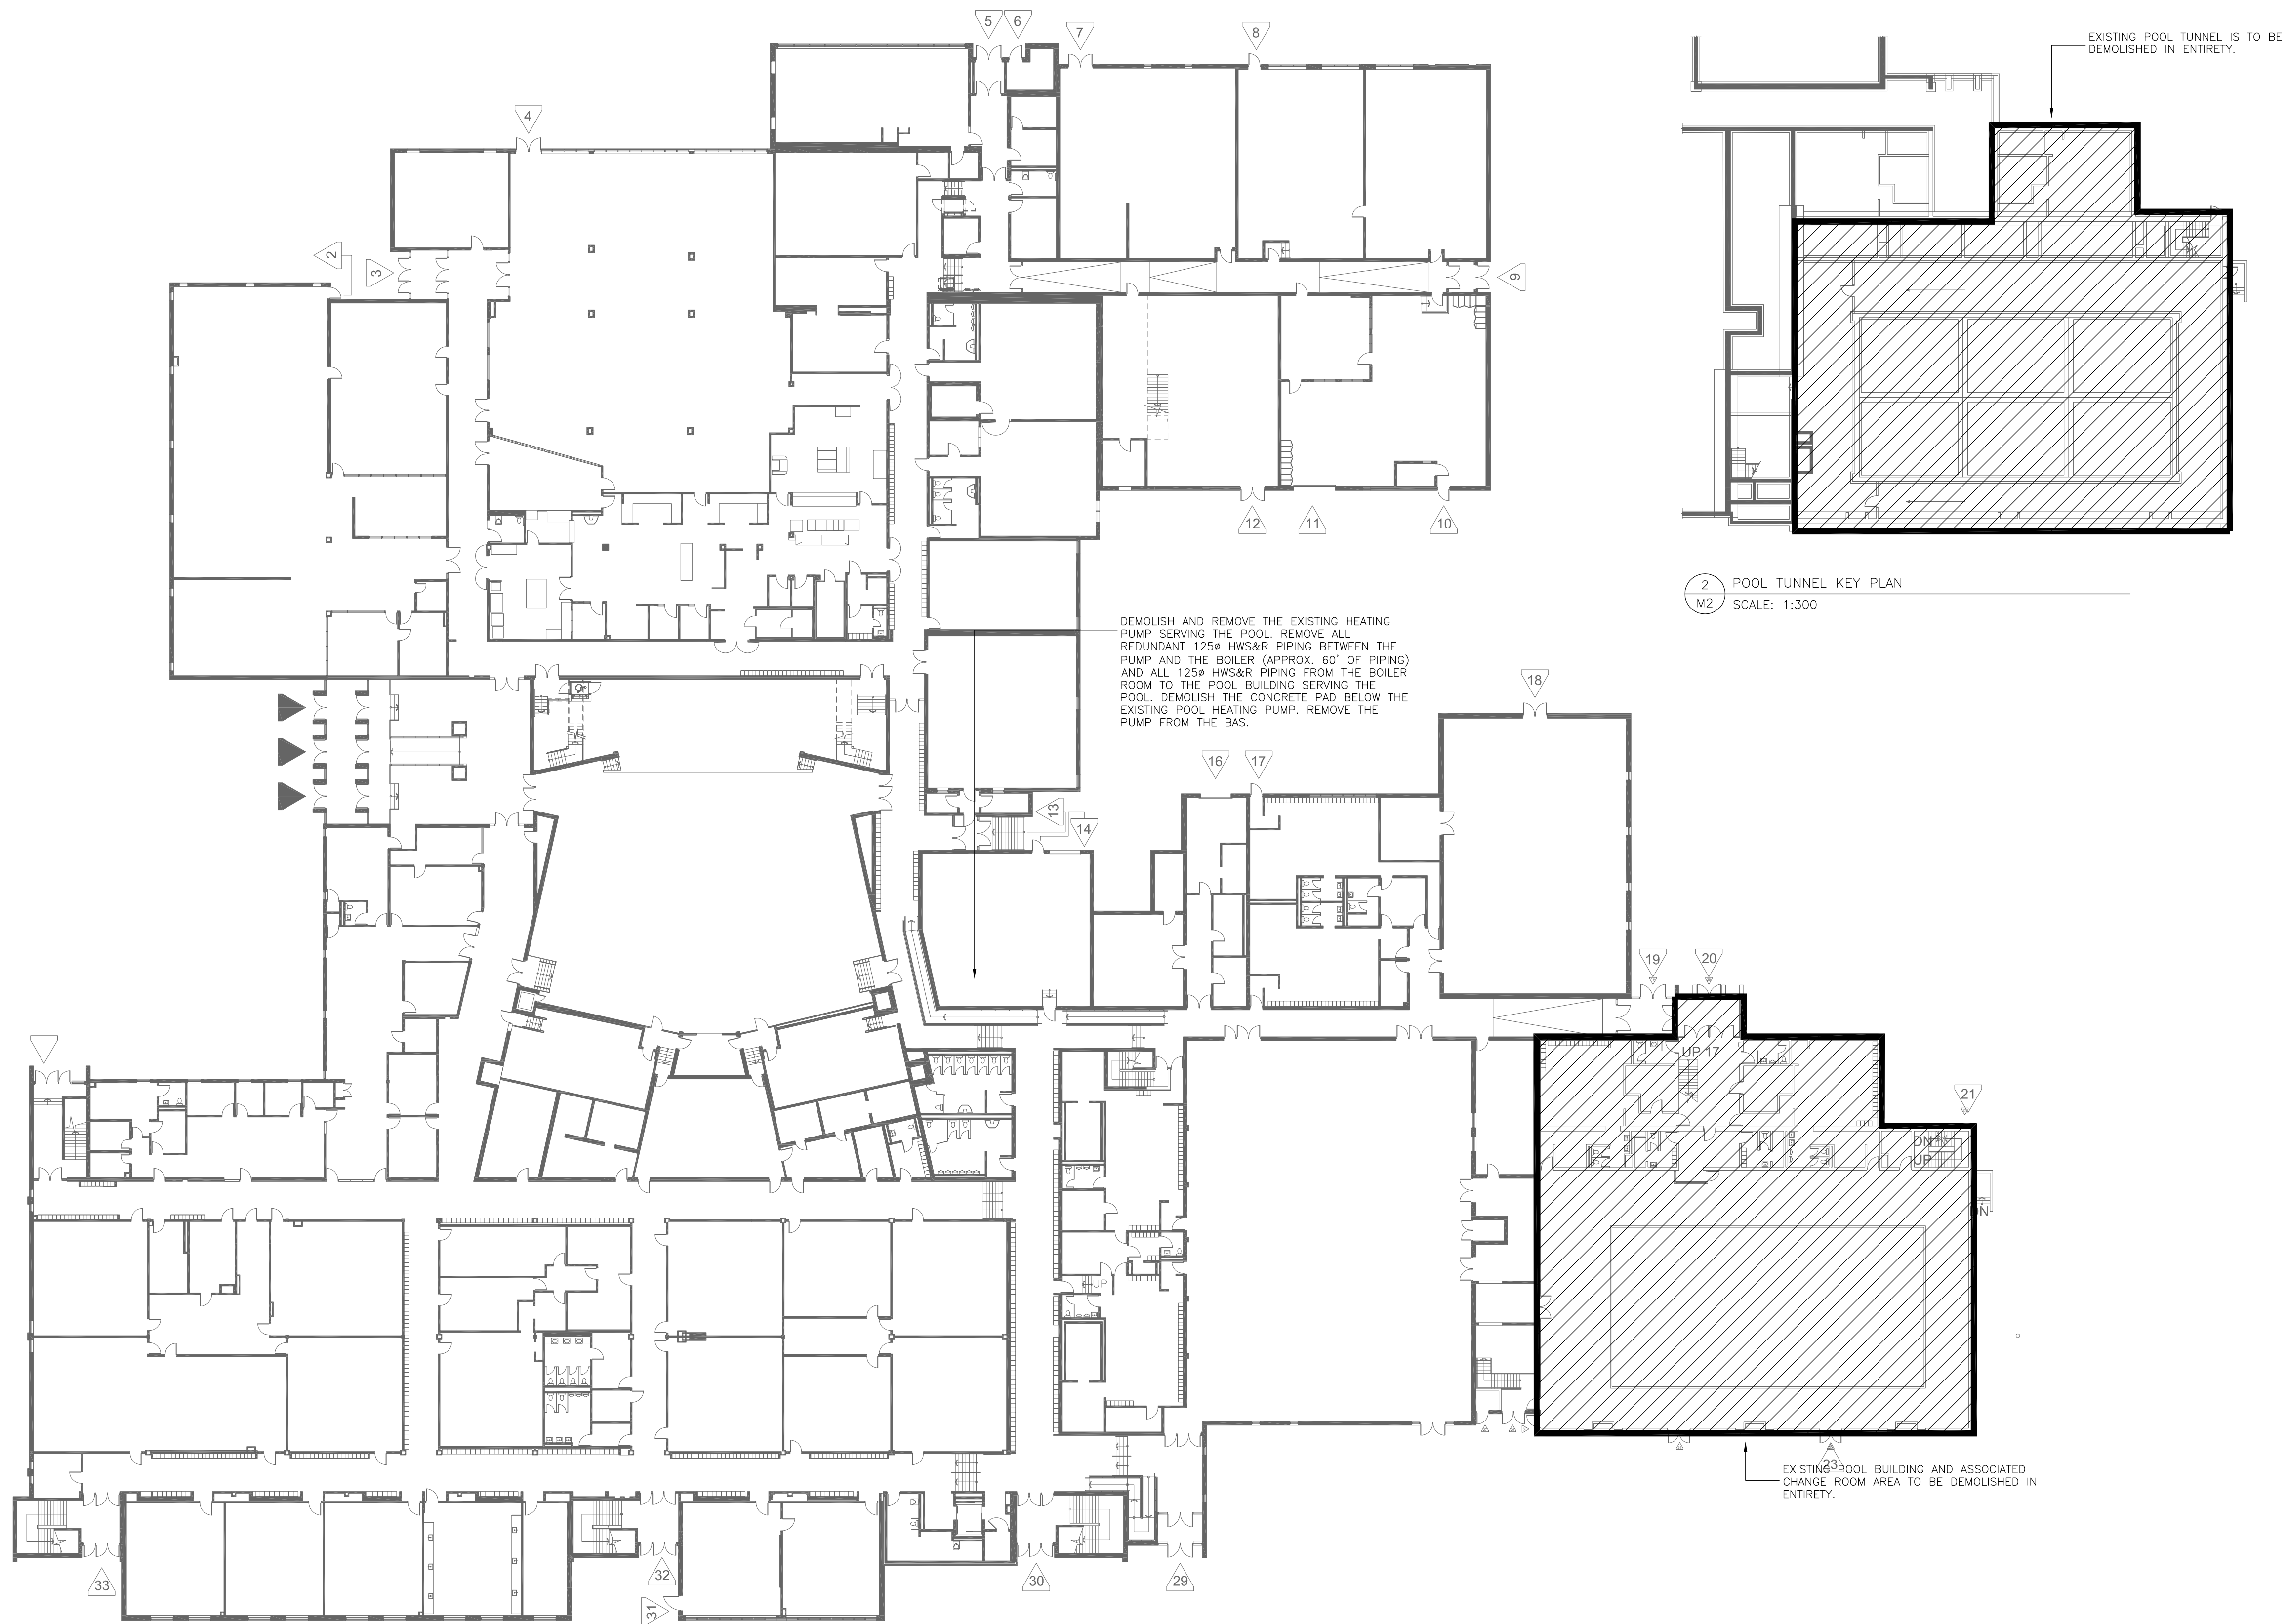 5
6
7
8
EXISTING POOL TUNNEL IS TO BE
DEMOLISHED IN ENTIRETY.
4
2
3
9
12
11
10
2
M2
POOL TUNNEL KEY PLAN
SCALE: 1:300
DEMOLISH AND REMOVE THE EXISTING HEATING
PUMP SERVING THE POOL. REMOVE ALL
REDUNDANT 125ø HWS&R PIPING BETWEEN THE
PUMP AND THE BOILER (APPROX. 60' OF PIPING)
AND ALL 125ø HWS&R PIPING FROM THE BOILER
ROOM TO THE POOL BUILDING SERVING THE
POOL. DEMOLISH THE CONCRETE PAD BELOW THE
EXISTING POOL HEATING PUMP. REMOVE THE
PUMP FROM THE BAS.
18
16
17
13
14
19
20
UP 17
21
DN
UP
DN
UP
23
EXISTING POOL BUILDING AND ASSOCIATED
CHANGE ROOM AREA TO BE DEMOLISHED IN
ENTIRETY.
33
32
31
30
29